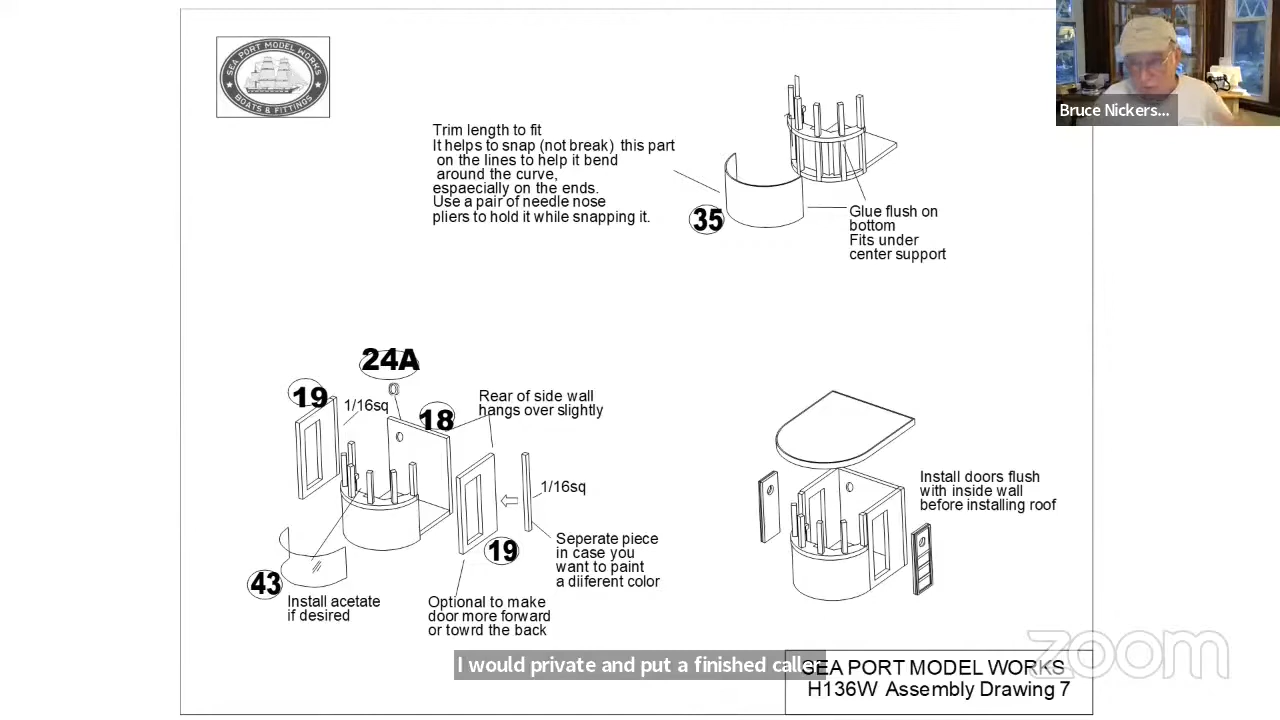 SEA PORT MODEL WORKS
BOATS & FITTINGS
Bruce Nickers...
Trim length to fit
It helps to snap (not break) this part
on the lines to help it bend
around the curve,
espaecially on the ends.
Use a pair of needle nose
pliers to hold it while snapping it.
35
Glue flush on
bottom
Fits under
center support
24A
19
1/16sq
18
Rear of side wall
hangs over slightly
1/16sq
19
Seperate piece
in case you
want to paint
a diiferent color
43
Install acetate
if desired
Optional to make
door more forward
or towrd the back
Install doors flush
with inside wall
before installing roof
I would private and put a finished caller
zoom
SEA PORT MODEL WORKS
H136W Assembly Drawing 7